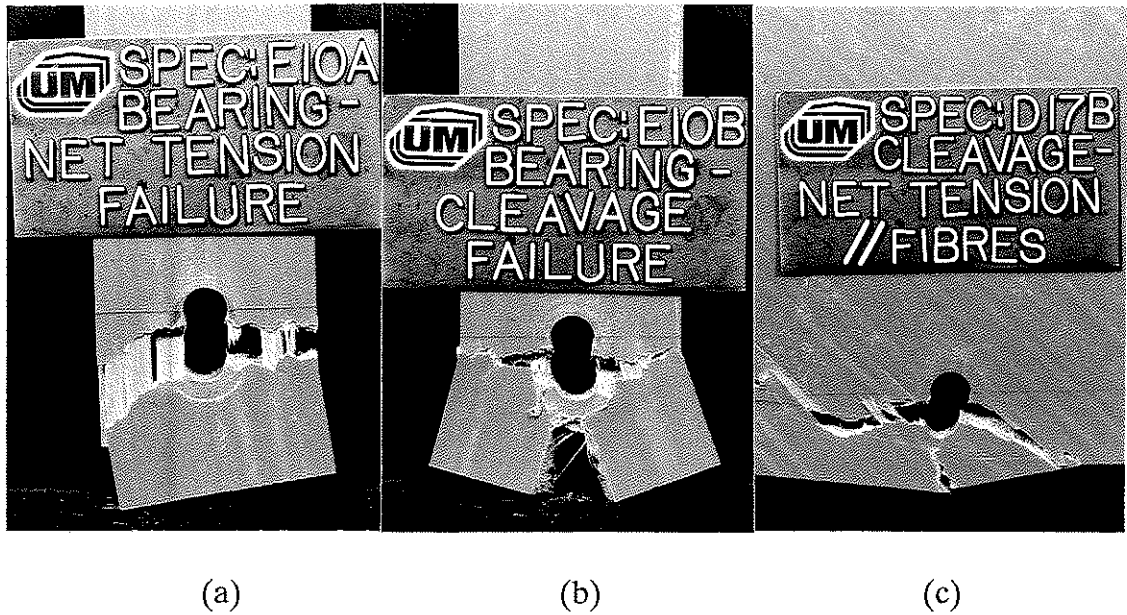 UM SPEC: E10A
BEARING-
NET TENSION
FAILURE
UM SPEC: E10B
BEARING-
CLEAVAGE
FAILURE
UM SPEC: D17B
CLEAVAGE-
NET TENSION
// FIBRES
(a) (b) (c)